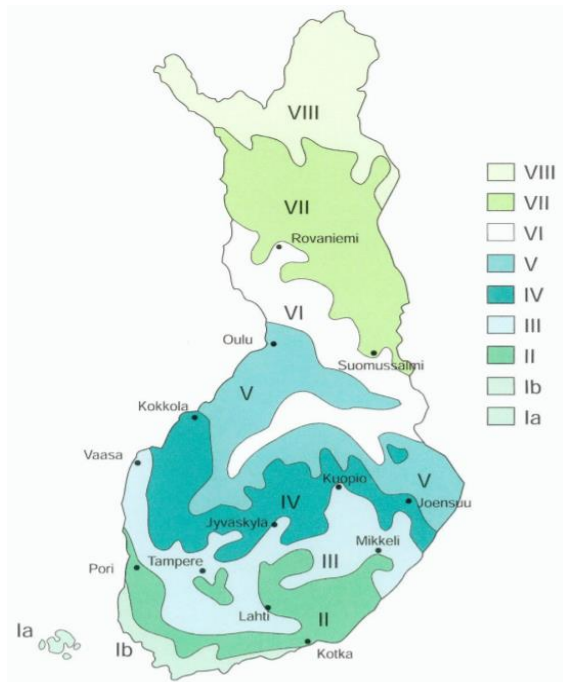 VIII
VII
Rovaniemi
VI
Oulu
Suomussalmi
V
Kokkola
Vaasa
Kuopio
V
IV
Joensuu
Jyväskylä
Mikkeli
Pori
Tampere
III
Lahti
II
Ia
Ib
Kotka
VIII
VII
VI
V
IV
III
II
Ib
Ia